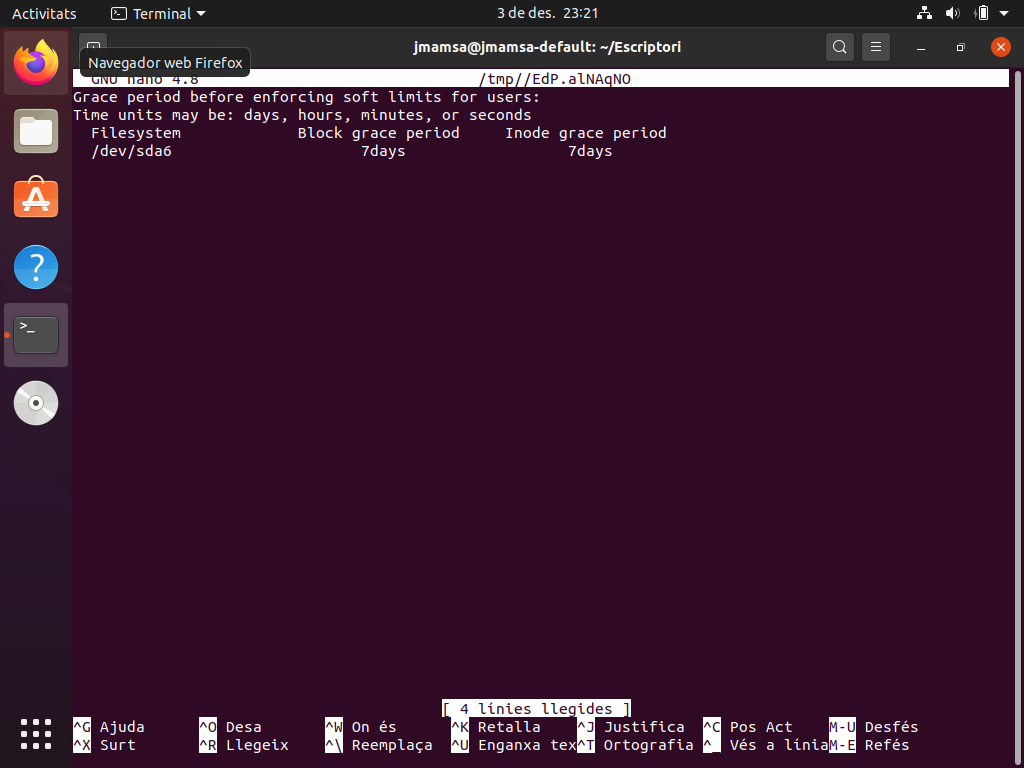 Activitats Terminal 3 de des. 23:21
jmamsa@jmamsa-default: ~/Escriptori
Navegador web Firefox
GNU nano 4.8 /tmp//EdP.alNAqNO
Grace period before enforcing soft limits for users:
Time units may be: days, hours, minutes, or seconds
Filesystem Block grace period Inode grace period
/dev/sda6 7days 7days
[ 4 línies llegides ]
^G Ajuda ^O Desa ^W On és ^K Retalla ^J Justifica ^C Pos Act M-U Desfés
^X Surt ^R Llegeix ^\ Reemplaça ^U Enganxa tex^T Ortografia ^_ Vés a líniaM-E Refés